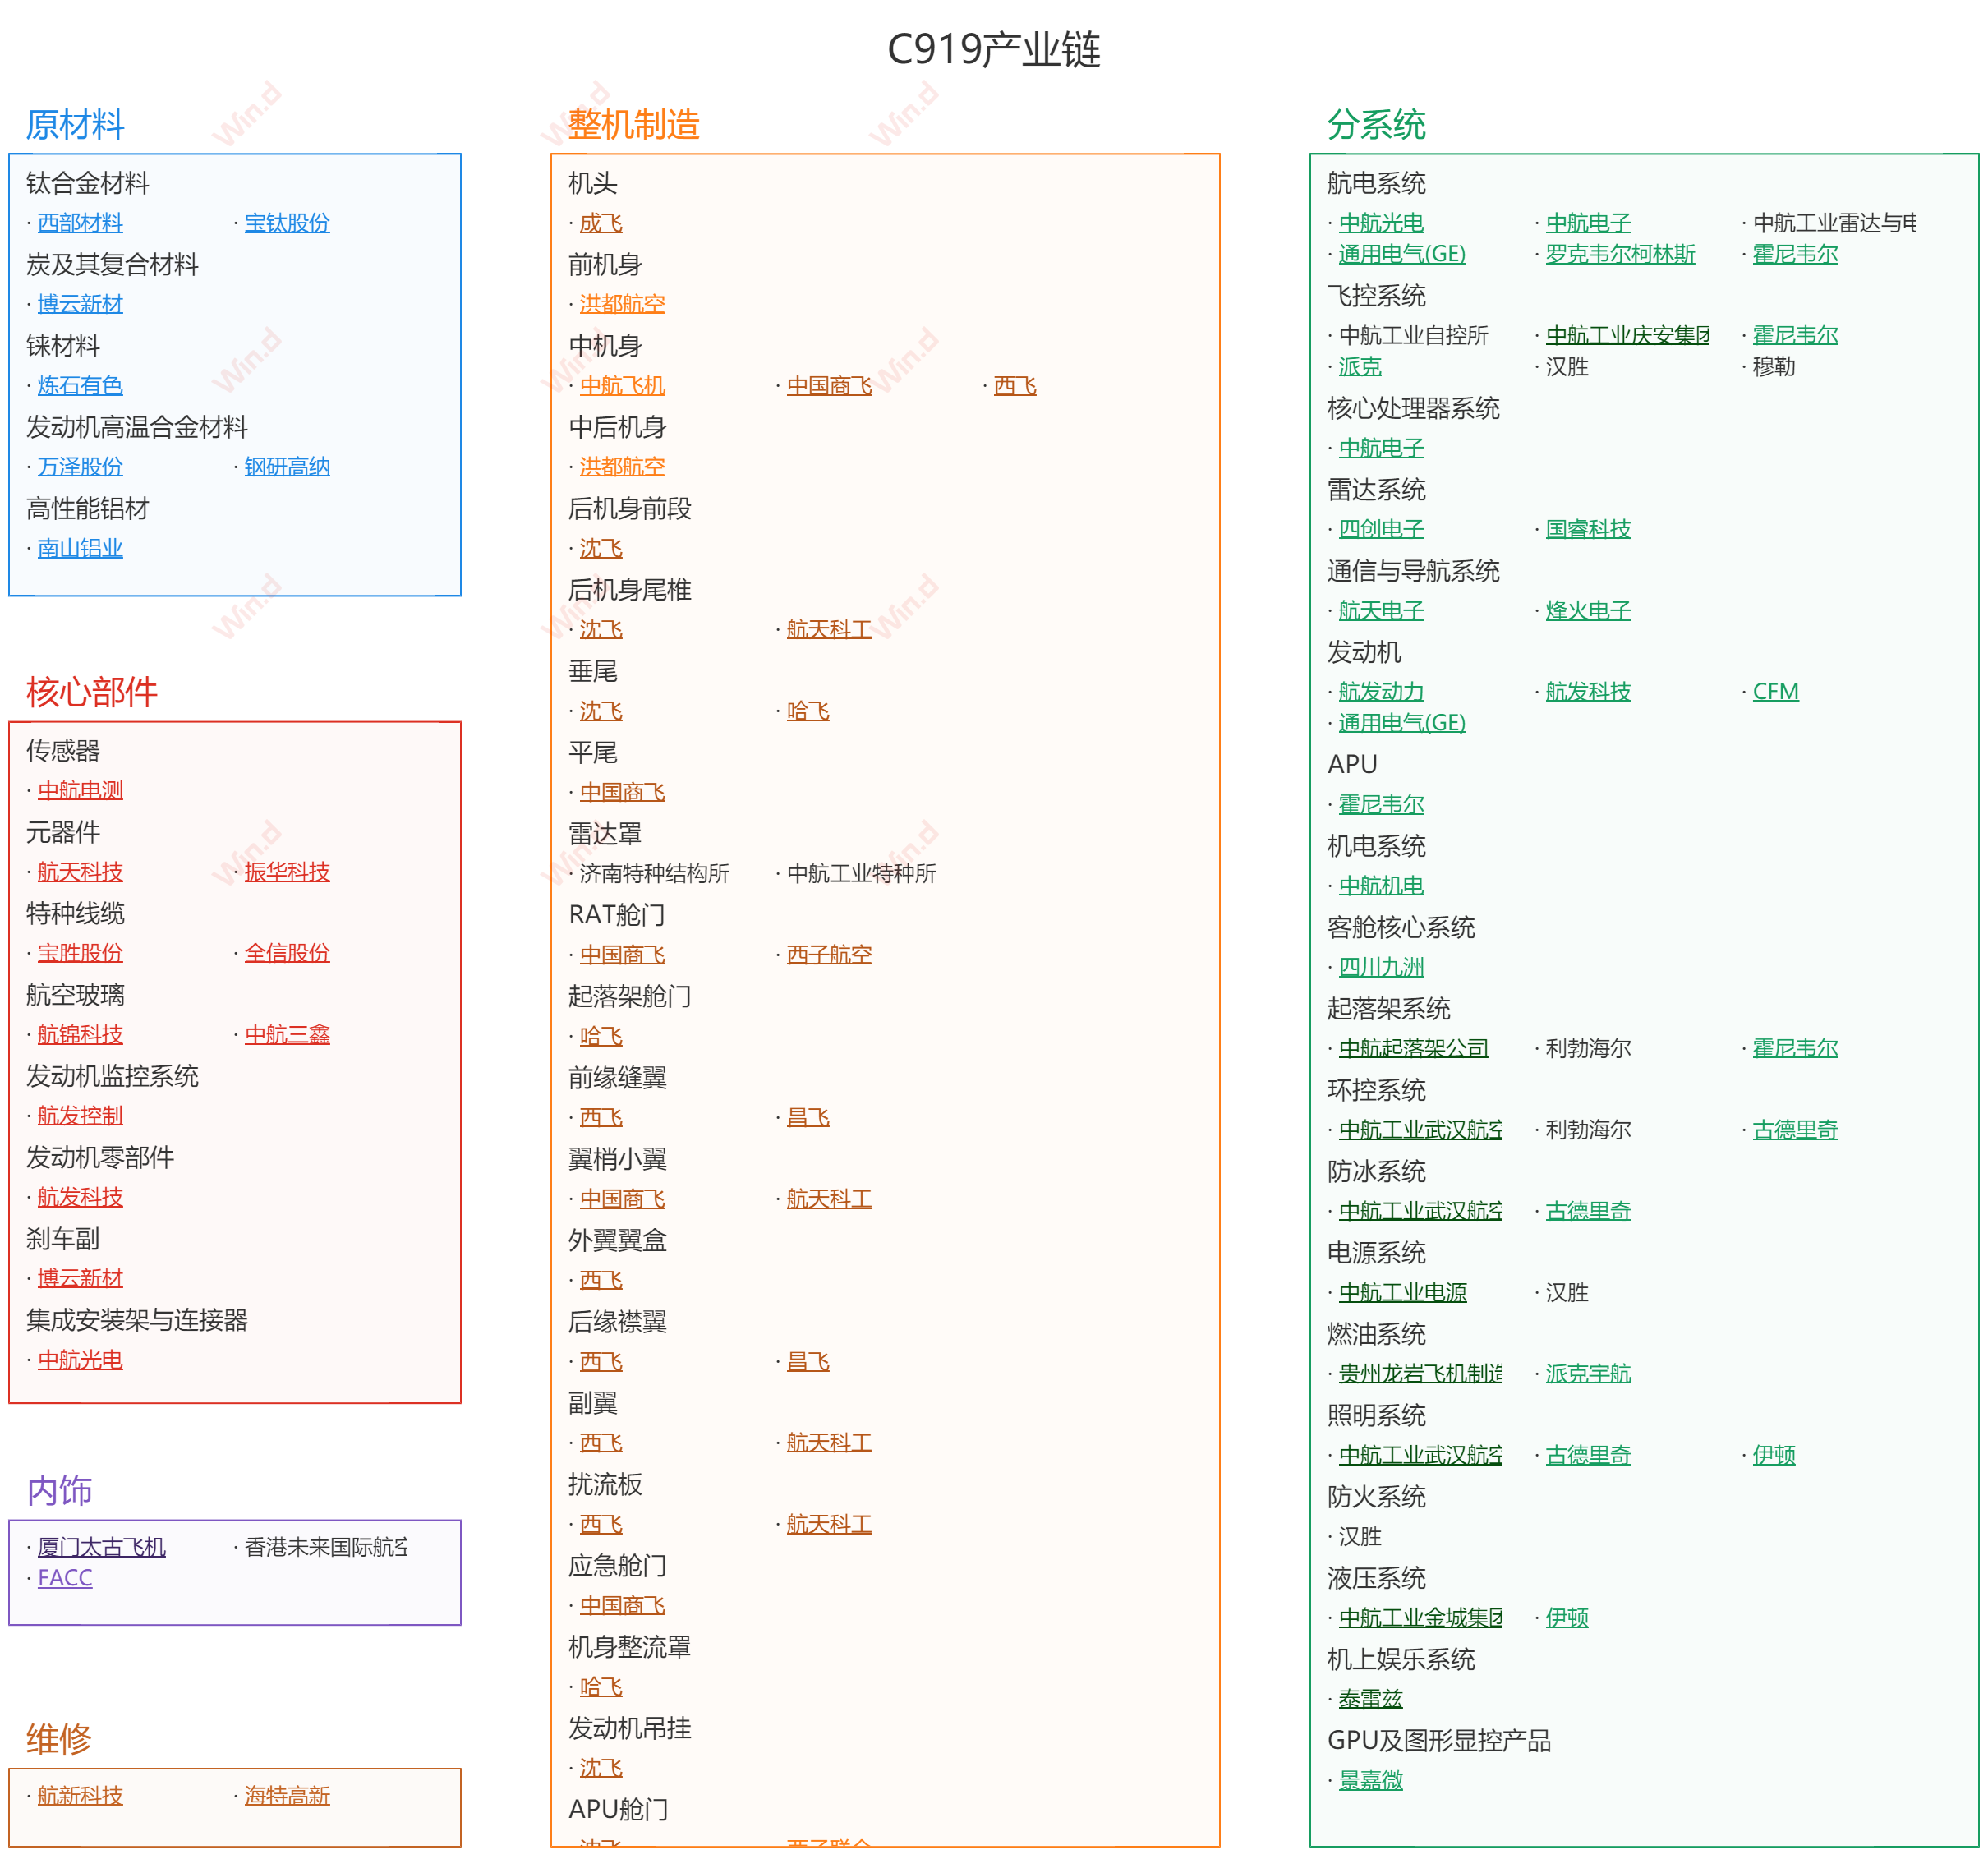 C919产业链
原材料
钛合金材料
· 西部材料 · 宝钛股份
炭及其复合材料
· 博云新材
铼材料
· 炼石有色
发动机高温合金材料
· 万泽股份 · 钢研高纳
高性能铝材
· 南山铝业
核心部件
传感器
· 中航电测
元器件
· 航天科技 · 振华科技
特种线缆
· 宝胜股份 · 全信股份
航空玻璃
· 航锦科技 · 中航三鑫
发动机监控系统
· 航发控制
发动机零部件
· 航发科技
刹车副
· 博云新材
集成安装架与连接器
· 中航光电
内饰
· 厦门太古飞机 · 香港未来国际航空
· FACC
维修
· 航新科技 · 海特高新
整机制造
机头
· 成飞
前机身
· 洪都航空
中机身
· 中航飞机 · 中国商飞 · 西飞
中后机身
· 洪都航空
后机身前段
· 沈飞
后机身尾椎
· 沈飞 · 航天科工
垂尾
· 沈飞 · 哈飞
平尾
· 中国商飞
雷达罩
· 济南特种结构所 · 中航工业特种所
RAT舱门
· 中国商飞 · 西子航空
起落架舱门
· 哈飞
前缘缝翼
· 西飞 · 昌飞
翼梢小翼
· 中国商飞 · 航天科工
外翼翼盒
· 西飞
后缘襟翼
· 西飞 · 昌飞
副翼
· 西飞 · 航天科工
扰流板
· 西飞 · 航天科工
应急舱门
· 中国商飞
机身整流罩
· 哈飞
发动机吊挂
· 沈飞
APU舱门
分系统
航电系统
· 中航光电 · 中航电子 · 中航工业雷达与电
· 通用电气(GE) · 罗克韦尔柯林斯 · 霍尼韦尔
飞控系统
· 中航工业自控所 · 中航工业庆安集团 · 霍尼韦尔
· 派克 · 汉胜 · 穆勒
核心处理器系统
· 中航电子
雷达系统
· 四创电子 · 国睿科技
通信与导航系统
· 航天电子 · 烽火电子
发动机
· 航发动力 · 航发科技 · CFM
· 通用电气(GE)
APU
· 霍尼韦尔
机电系统
· 中航机电
客舱核心系统
· 四川九洲
起落架系统
· 中航起落架公司 · 利勃海尔 · 霍尼韦尔
环控系统
· 中航工业武汉航空 · 利勃海尔 · 古德里奇
防冰系统
· 中航工业武汉航空 · 古德里奇
电源系统
· 中航工业电源 · 汉胜
燃油系统
· 贵州龙岩飞机制造 · 派克宇航
照明系统
· 中航工业武汉航空 · 古德里奇 · 伊顿
防火系统
· 汉胜
液压系统
· 中航工业金城集团 · 伊顿
机上娱乐系统
· 泰雷兹
GPU及图形显控产品
· 景嘉微
Win.d
Win.d
Win.d
Win.d
Win.d
Win.d
Win.d
Win.d
Win.d
Win.d
Win.d
Win.d